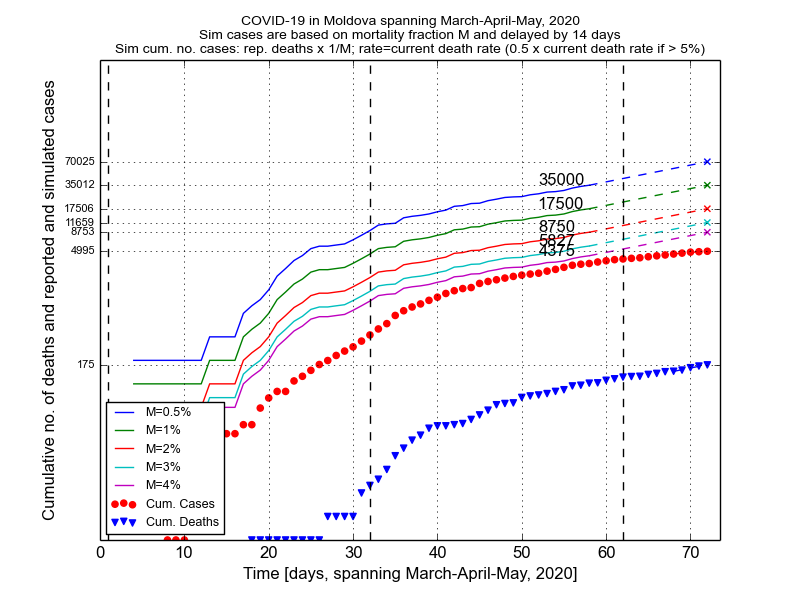 COVID-19 in Moldova spanning March-April-May, 2020
Sim cases are based on mortality fraction M and delayed by 14 days
Sim cum. no. cases: rep. deaths x 1/M; rate=current death rate (0.5 x current death rate if > 5%)
Cumulative no. of deaths and reported and simulated cases
70025
35012
17506
11659
8753
4995
175
35000
17500
8750
5827
4375
M=0.5%
M=1%
M=2%
M=3%
M=4%
Cum. Cases
Cum. Deaths
0 10 20 30 40 50 60 70
Time [days, spanning March-April-May, 2020]